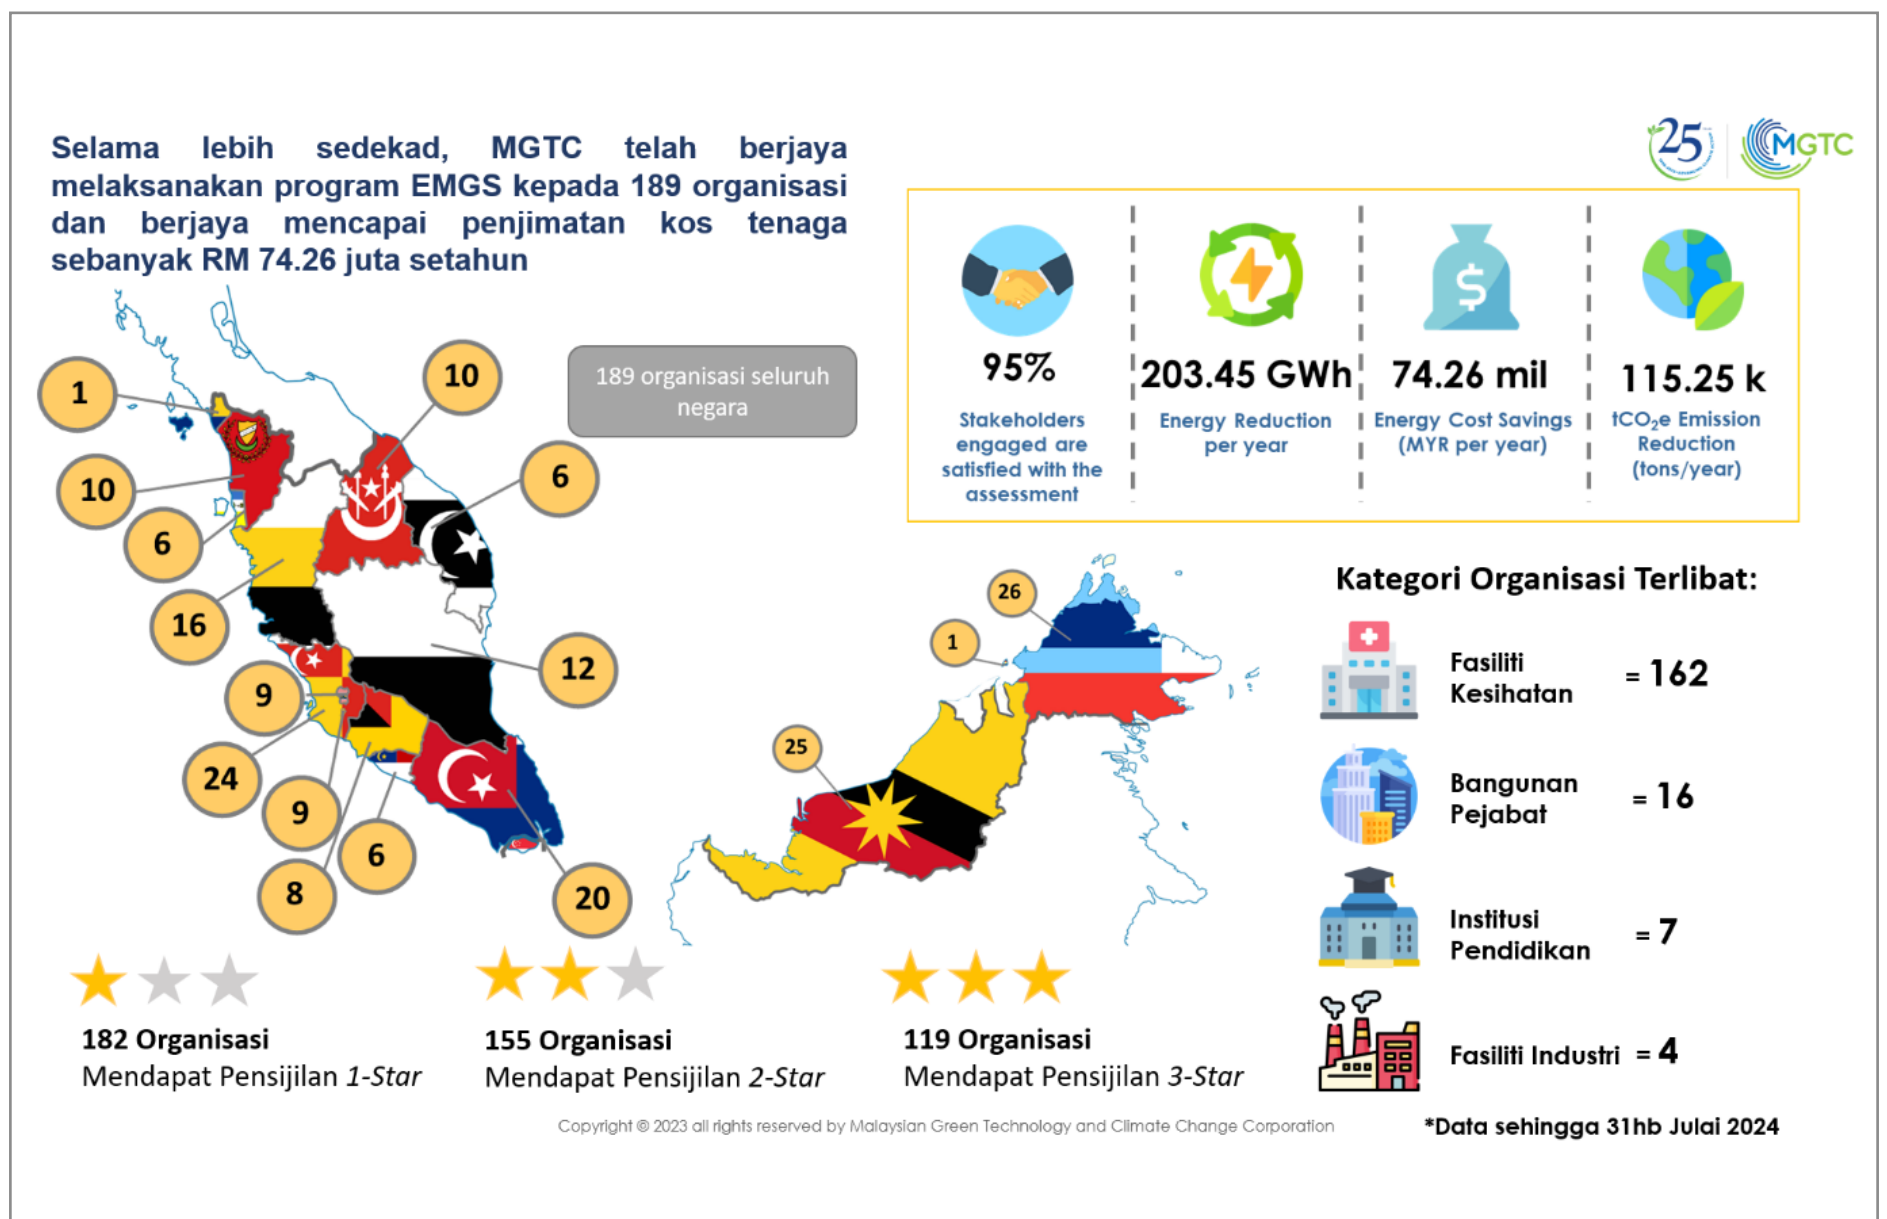 Selama lebih sedekad, MGTC telah berjaya
melaksanakan program EMGS kepada 189 organisasi
dan berjaya mencapai penjimatan kos tenaga
sebanyak RM 74.26 juta setahun
25
MGTC
95%
Stakeholders
engaged are
satisfied with the
assessment
203.45 GWh
Energy Reduction
per year
74.26 mil
Energy Cost Savings
(MYR per year)
115.25 k
tCO₂e Emission
Reduction
(tons/year)
189 organisasi seluruh
negara
1
10
10
6
6
16
12
9
24
9
6
8
20
26
1
25
Kategori Organisasi Terlibat:
Fasiliti
Kesihatan
= 162
Bangunan
Pejabat
= 16
Institusi
Pendidikan
= 7
Fasiliti Industri = 4
182 Organisasi
Mendapat Pensijilan 1-Star
155 Organisasi
Mendapat Pensijilan 2-Star
119 Organisasi
Mendapat Pensijilan 3-Star
Copyright © 2023 all rights reserved by Malaysian Green Technology and Climate Change Corporation
*Data sehingga 31hb Julai 2024